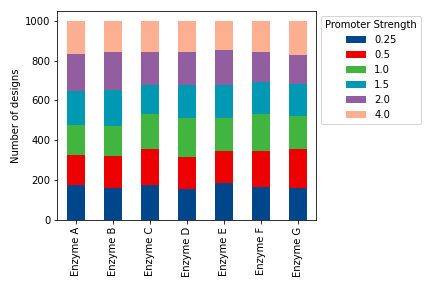 Promoter Strength
0.25
0.5
1.0
1.5
2.0
4.0
Number of designs
1000
800
600
400
200
0
Enzyme A
Enzyme B
Enzyme C
Enzyme D
Enzyme E
Enzyme F
Enzyme G